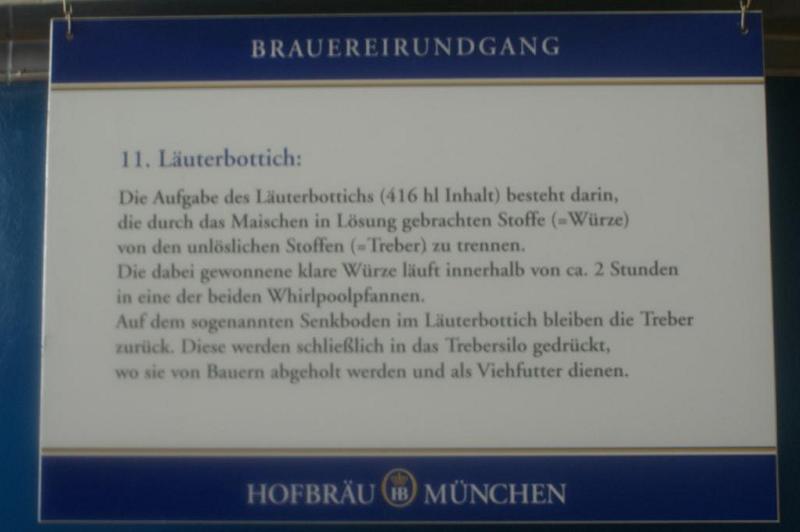 BRAUEREIRUNDGANG
11. Läuterbottich:
Die Aufgabe des Läuterbottichs (416 hl Inhalt) besteht darin,
die durch das Maischen in Lösung gebrachten Stoffe (=Würze)
von den unlöslichen Stoffen (=Treber) zu trennen.
Die dabei gewonnene klare Würze läuft innerhalb von ca. 2 Stunden
in eine der beiden Whirlpoolpfannen.
Auf dem sogenannten Senkboden im Läuterbottich bleiben die Treber
zurück. Diese werden schließlich in das Trebersilo gedrückt,
wo sie von Bauern abgeholt werden und als Viehfutter dienen.
HOFBRÄU HB MÜNCHEN